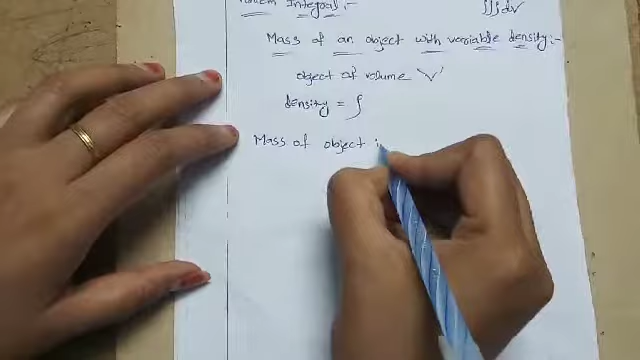 Integral :-
∭ dv
Mass of an object with variable density :-
object of volume 'v'
density = ∫
Mass of object i